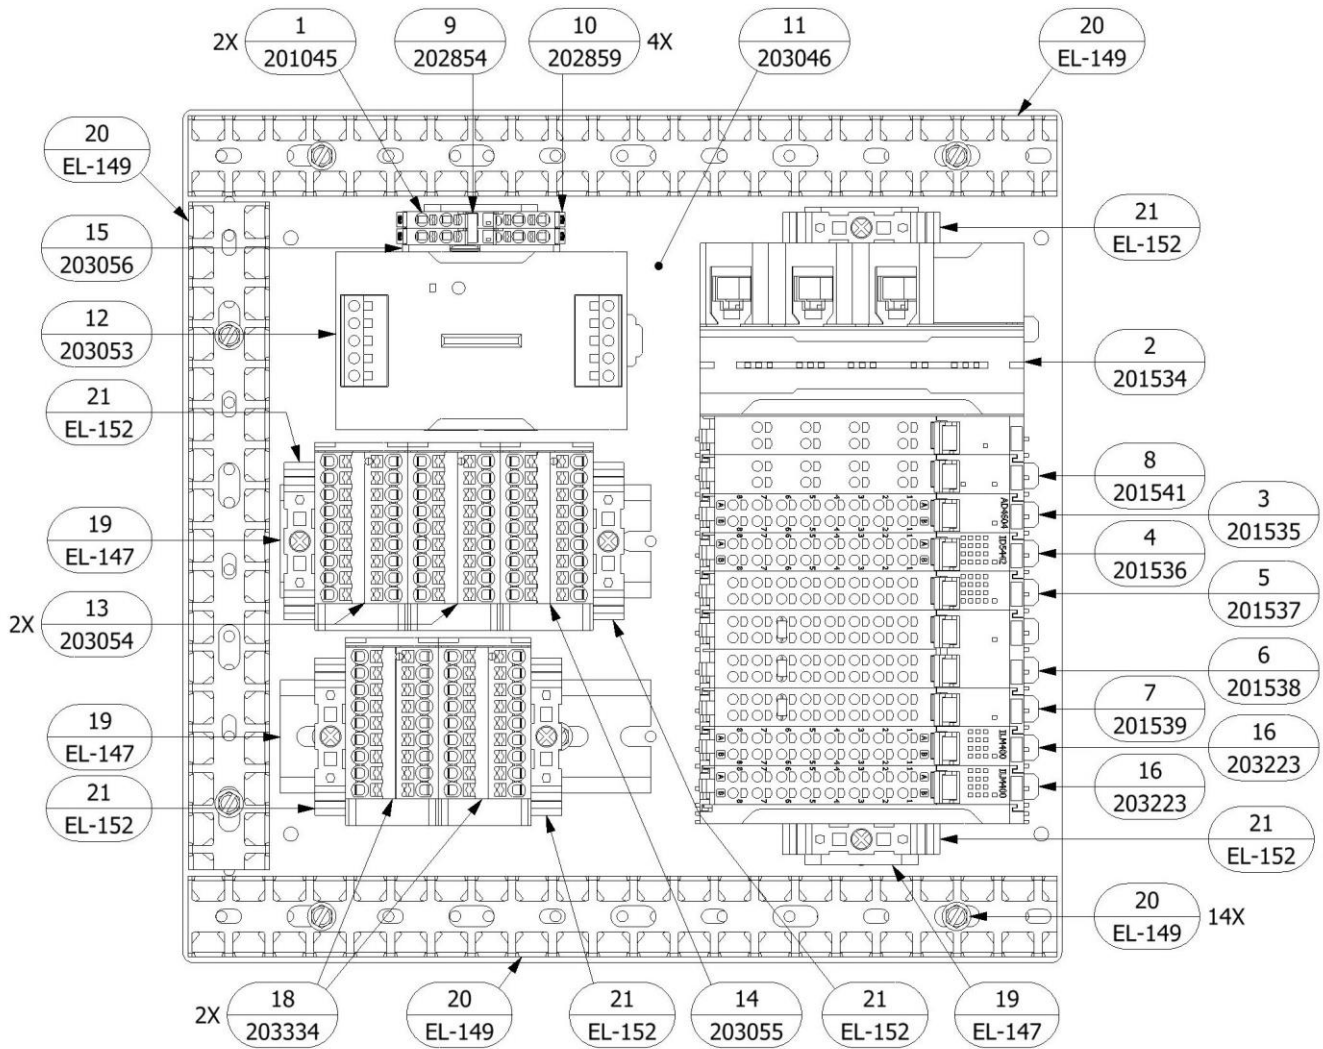 2X 1 201045
9 202854
10 202859 4X
11 203046
20 EL-149
20 EL-149
15 203056
12 203053
21 EL-152
19 EL-147
2X 13 203054
19 EL-147
21 EL-152
21 EL-152
2 201534
8 201541
3 201535
4 201536
5 201537
6 201538
7 201539
16 203223
16 203223
21 EL-152
20 EL-149 14X
2X 18 203334
20 EL-149
21 EL-152
14 203055
21 EL-152
19 EL-147
AD4604
ID5442
ILM400
ILM400